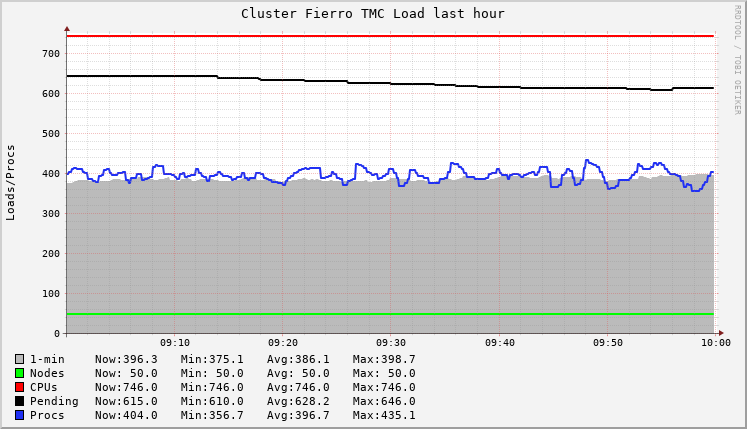 Cluster Fierro TMC Load last hour
RRDTOOL / TOBI OETIKER
Loads/Procs
700
600
500
400
300
200
100
0
09:10 09:20 09:30 09:40 09:50 10:00
1-min Now:396.3 Min:375.1 Avg:386.1 Max:398.7
Nodes Now: 50.0 Min: 50.0 Avg: 50.0 Max: 50.0
CPUs Now:746.0 Min:746.0 Avg:746.0 Max:746.0
Pending Now:615.0 Min:610.0 Avg:628.2 Max:646.0
Procs Now:404.0 Min:356.7 Avg:396.7 Max:435.1